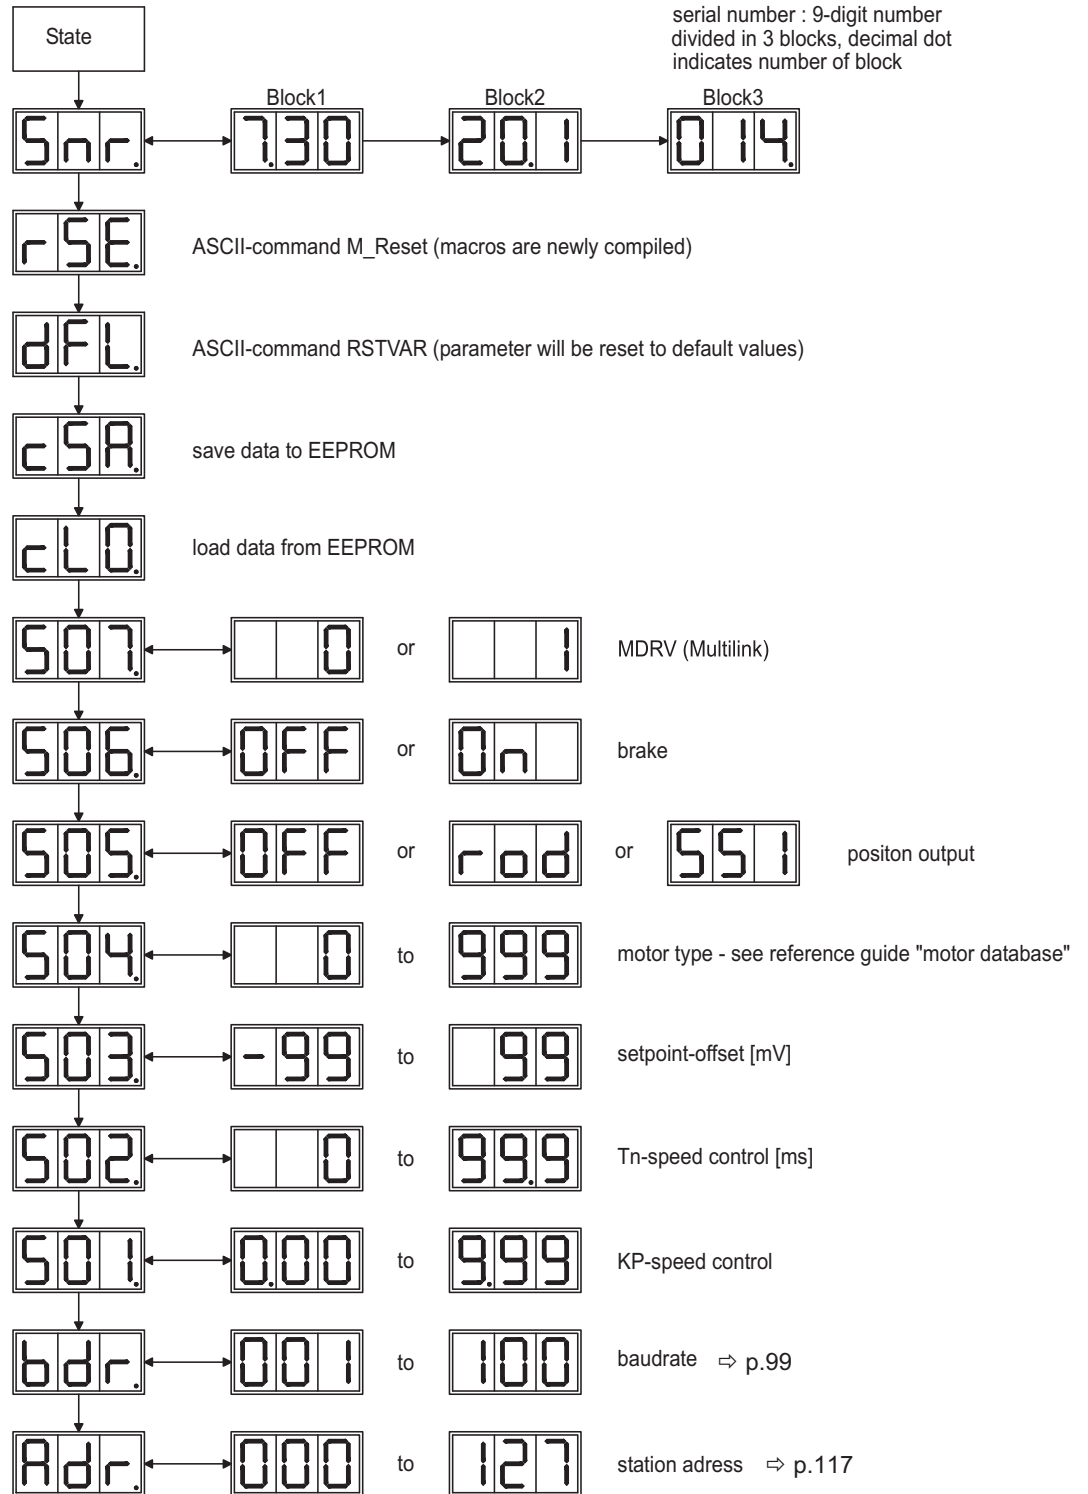 State
serial number : 9-digit number
divided in 3 blocks, decimal dot
indicates number of block
Block1 Block2 Block3
Snr. 7.30 20.1 014.
rSE. ASCII-command M_Reset (macros are newly compiled)
dFL. ASCII-command RSTVAR (parameter will be reset to default values)
cSA. save data to EEPROM
cL0. load data from EEPROM
S07. 0 or 1 MDRV (Multilink)
S06. 0FF or 0n brake
S05. 0FF or rod or SS1 positon output
S04. 0 to 999 motor type - see reference guide "motor database"
S03. -99 to 99 setpoint-offset [mV]
S02. 0 to 99.9 Tn-speed control [ms]
S01. 0.00 to 9.99 KP-speed control
bdr. 001 to 100 baudrate ⇨ p.99
Adr. 000 to 127 station adress ⇨ p.117